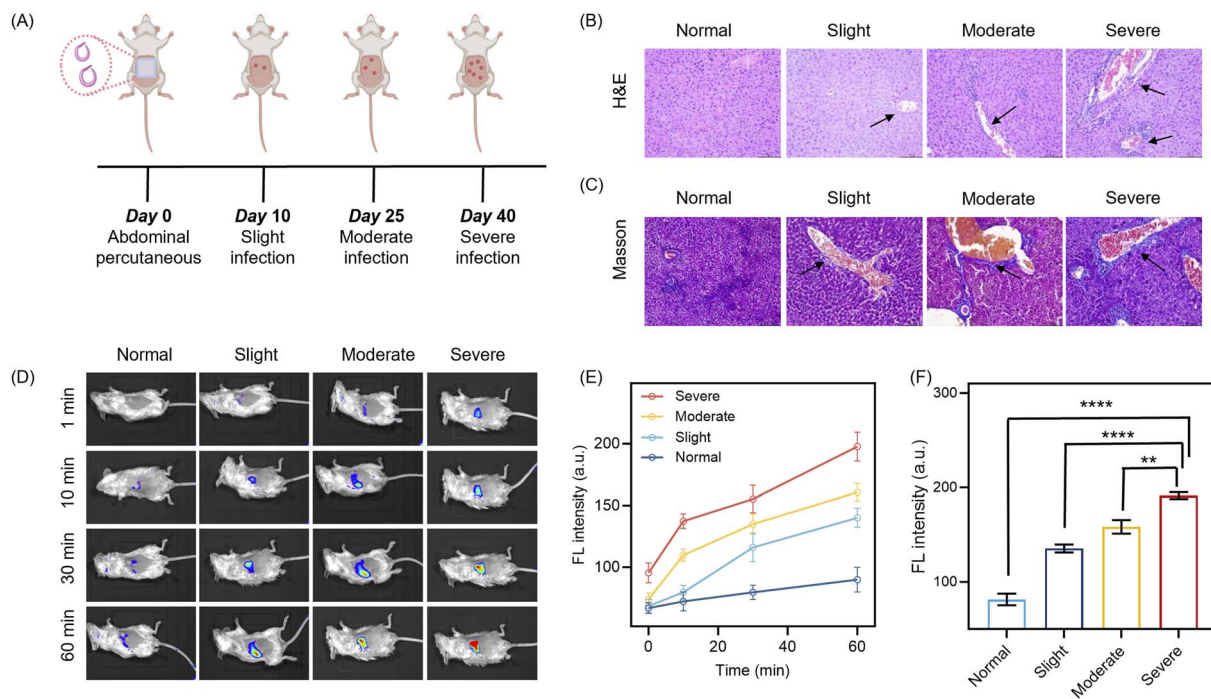 (A)
Day 0
Abdominal
percutaneous
Day 10
Slight
infection
Day 25
Moderate
infection
Day 40
Severe
infection
(B)
Normal
Slight
Moderate
Severe
H&E
(C)
Normal
Slight
Moderate
Severe
Masson
(D)
Normal
Slight
Moderate
Severe
1 min
10 min
30 min
60 min
(E)
Severe
Moderate
Slight
Normal
FL intensity (a.u.)
200
150
100
0
30
60
Time (min)
(F)
FL intensity (a.u.)
300
200
100
****
****
**
Normal
Slight
Moderate
Severe